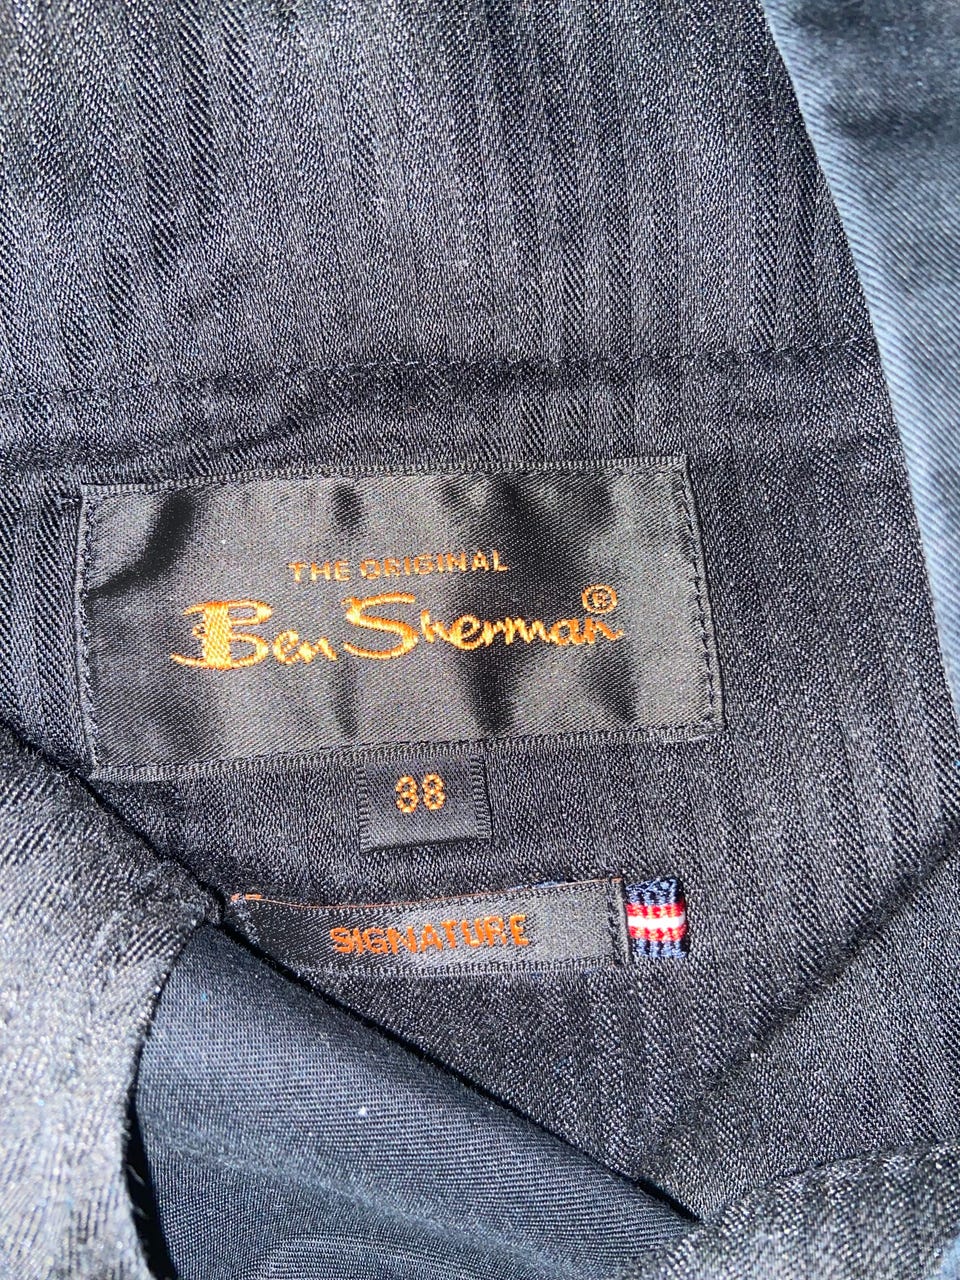 THE ORIGINAL
Ben Sherman®
38
SIGNATURE